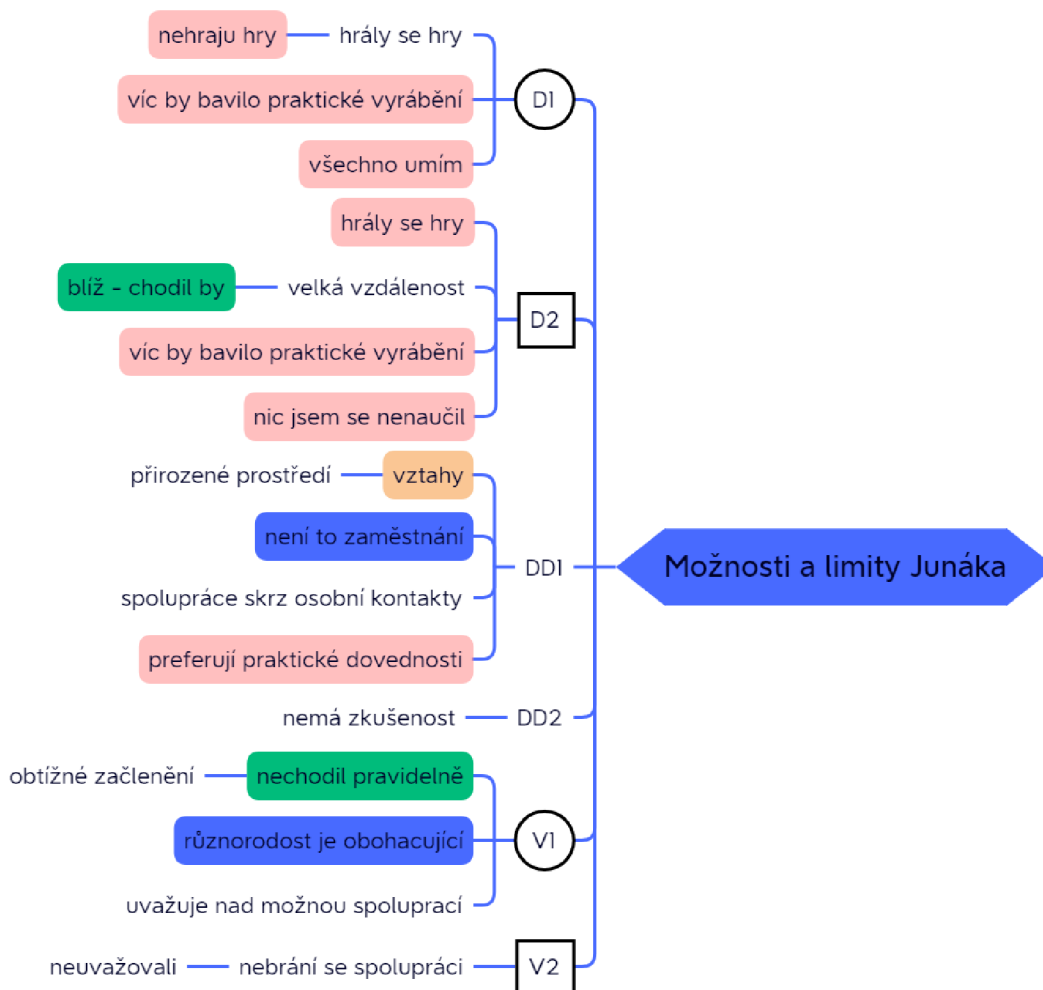 nehraju hry
hrály se hry
víc by bavilo praktické vyrábění
D1
všechno umím
hrály se hry
blíž - chodil by
velká vzdálenost
D2
víc by bavilo praktické vyrábění
nic jsem se nenaučil
přirozené prostředí
vztahy
není to zaměstnání
DD1
Možnosti a limity Junáka
spolupráce skrz osobní kontakty
preferují praktické dovednosti
nemá zkušenost
DD2
obtížné začlenění
nechodil pravidelně
různorodost je obohacující
V1
uvažuje nad možnou spoluprací
neuvažovali
nebrání se spolupráci
V2